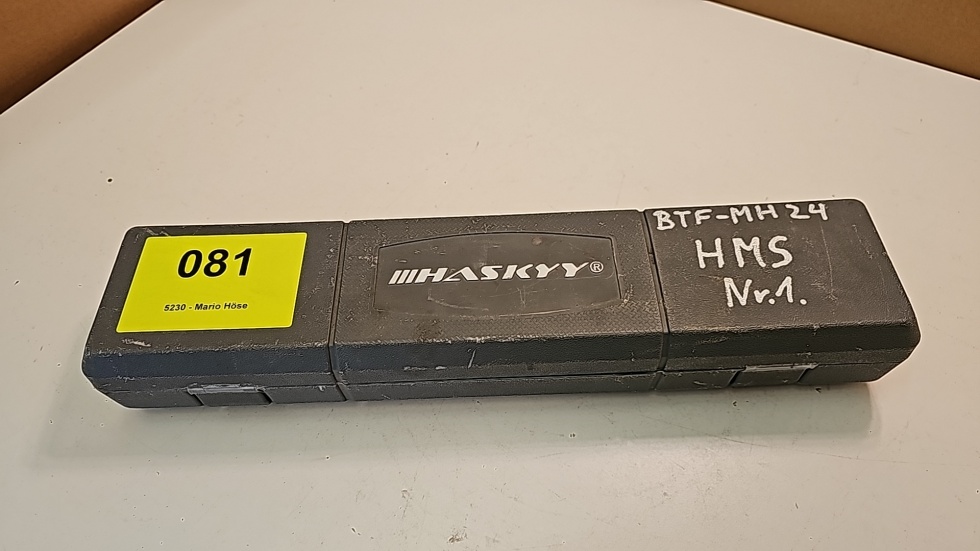 081
5230 - Mario Höse
HASKYY®
BTF-MH24
HMS
Nr.1.